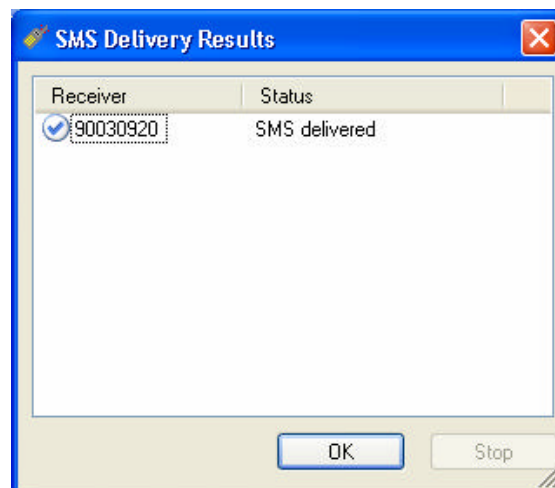 SMS Delivery Results
Receiver Status
90030920 SMS delivered
OK Stop